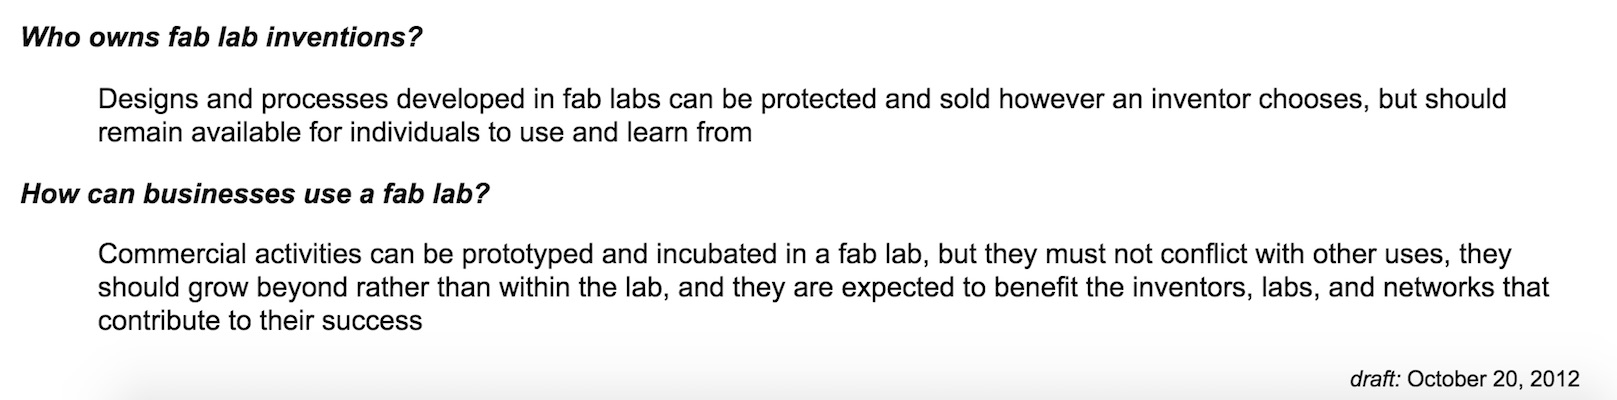 Who owns fab lab inventions?
Designs and processes developed in fab labs can be protected and sold however an inventor chooses, but should
remain available for individuals to use and learn from
How can businesses use a fab lab?
Commercial activities can be prototyped and incubated in a fab lab, but they must not conflict with other uses, they
should grow beyond rather than within the lab, and they are expected to benefit the inventors, labs, and networks that
contribute to their success
draft: October 20, 2012